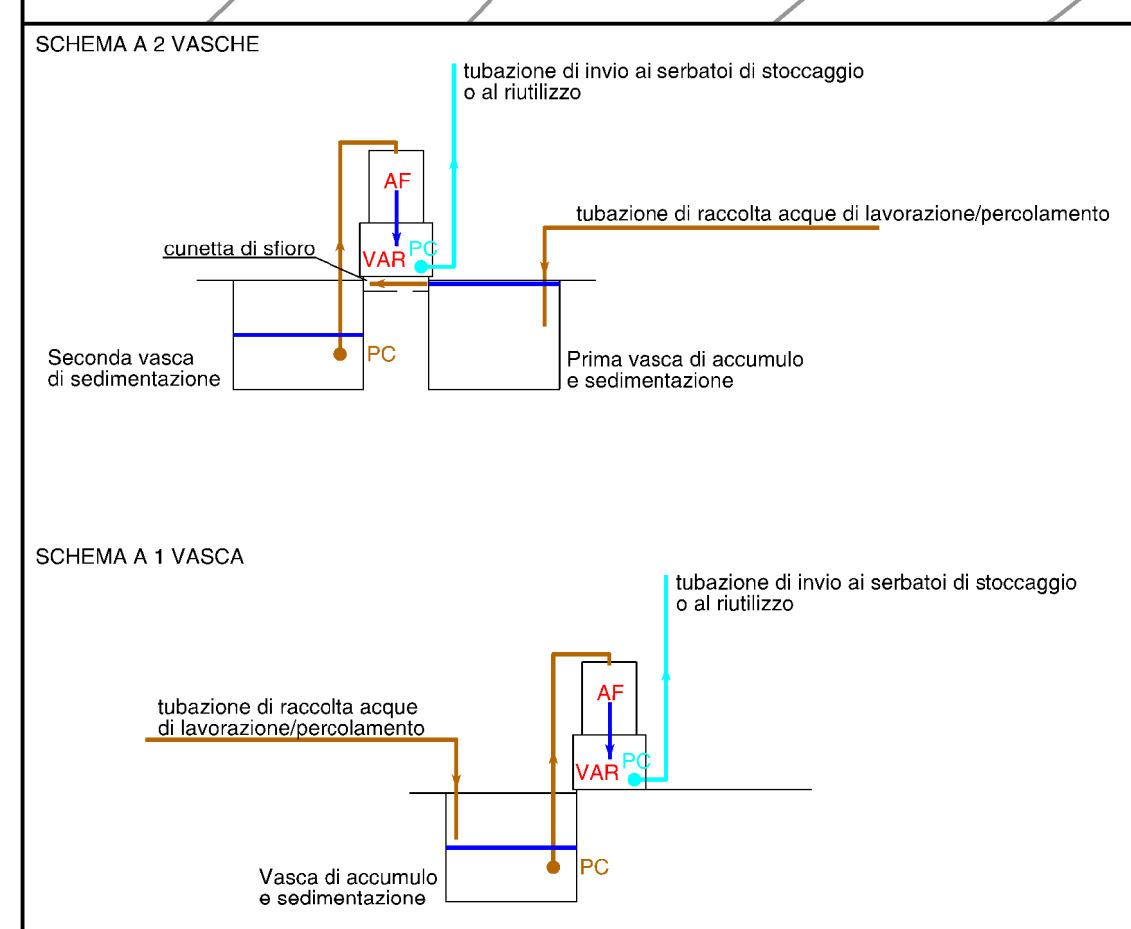 SCHEMA A 2 VASCHE
tubazione di invio ai serbatoi di stoccaggio
o al riutilizzo
AF
tubazione di raccolta acque di lavorazione/percolamento
cunetta di sfioro
VAR
PC
Seconda vasca
di sedimentazione
PC
Prima vasca di accumulo
e sedimentazione
SCHEMA A 1 VASCA
tubazione di invio ai serbatoi di stoccaggio
o al riutilizzo
AF
tubazione di raccolta acque
di lavorazione/percolamento
VAR
PC
PC
Vasca di accumulo
e sedimentazione